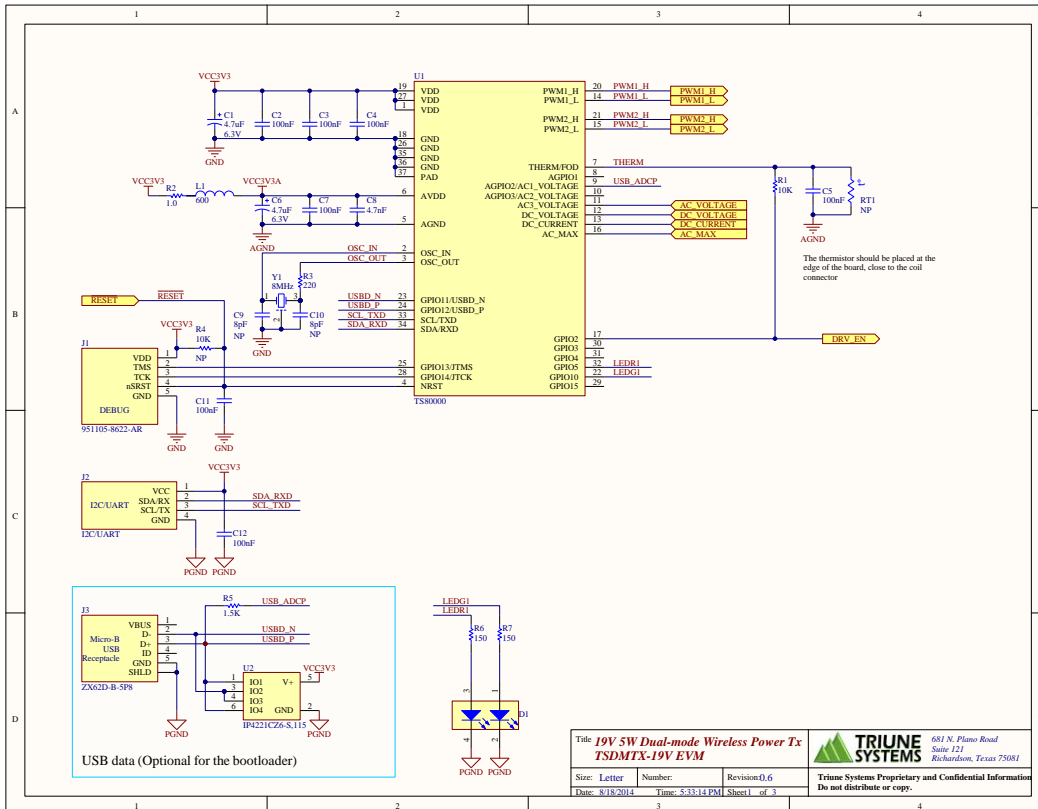 1 2 3 4
A
B
C
D
A
B
C
D
VCC3V3
C1
4.7uF
6.3V
C2
100nF
C3
100nF
C4
100nF
GND
VCC3V3
R2
1.0
L1
600
VCC3V3A
C6
4.7uF
6.3V
C7
100nF
C8
4.7nF
AGND
U1
19 VDD
27 VDD
1 VDD
18 GND
26 GND
35 GND
36 GND
37 PAD
6 AVDD
5 AGND
OSC_IN 2 OSC_IN
OSC_OUT 3 OSC_OUT
USBD_N 23 GPIO11/USBD_N
USBD_P 24 GPIO12/USBD_P
SCL_TXD 33 SCL/TXD
SDA_RXD 34 SDA/RXD
25 GPIO13/JTMS
28 GPIO14/JTCK
4 NRST
TS80000
PWM1_H 20 PWM1_H PWM1_H
PWM1_L 14 PWM1_L PWM1_L
PWM2_H 21 PWM2_H PWM2_H
PWM2_L 15 PWM2_L PWM2_L
THERM/FOD 7 THERM
AGPIO1 8
AGPIO2/AC1_VOLTAGE 9 USB_ADCP
AGPIO3/AC2_VOLTAGE 10
AC3_VOLTAGE 11 AC_VOLTAGE
DC_VOLTAGE 12 DC_VOLTAGE
DC_CURRENT 13 DC_CURRENT
AC_MAX 16 AC_MAX
GPIO2 17 DRV_EN
GPIO3 30
GPIO4 31
GPIO5 32 LEDR1
GPIO10 22 LEDG1
GPIO15 29
R1
10K
C5
100nF
t°
RT1
NP
AGND
The thermistor should be placed at the
edge of the board, close to the coil
connector
Y1
8MHz
1 3
2
R3
220
C9
8pF
NP
C10
8pF
NP
GND
RESET RESET
VCC3V3
R4
10K
NP
J1
VDD 1
TMS 2
TCK 3
nSRST 4
GND 5
DEBUG
951105-8622-AR
C11
100nF
GND GND
VCC3V3
J2
VCC 1
SDA/RX 2 SDA_RXD
SCL/TX 3 SCL_TXD
GND 4
I2C/UART
I2C/UART
C12
100nF
PGND PGND
R5
1.5K
USB_ADCP
J3
VBUS 1
D- 2 USBD_N
D+ 3 USBD_P
ID 4
GND 5
SHLD
Micro-B
USB
Receptacle
ZX62D-B-5P8
PGND
U2
1 IO1
3 IO2
4 IO3
6 IO4
V+ 5 VCC3V3
GND 2
IP4221CZ6-S,115
PGND
USB data (Optional for the bootloader)
LEDG1
LEDR1
R6
150
R7
150
3 1
D1
4 2
PGND PGND
Title 19V 5W Dual-mode Wireless Power Tx
TSDMTX-19V EVM
Size: Letter Number: Revision:0.6
Date: 8/18/2014 Time: 5:33:14 PM Sheet1 of 3
TRIUNE
SYSTEMS
681 N. Plano Road
Suite 121
Richardson, Texas 75081
Triune Systems Proprietary and Confidential Information
Do not distribute or copy.
1 2 3 4